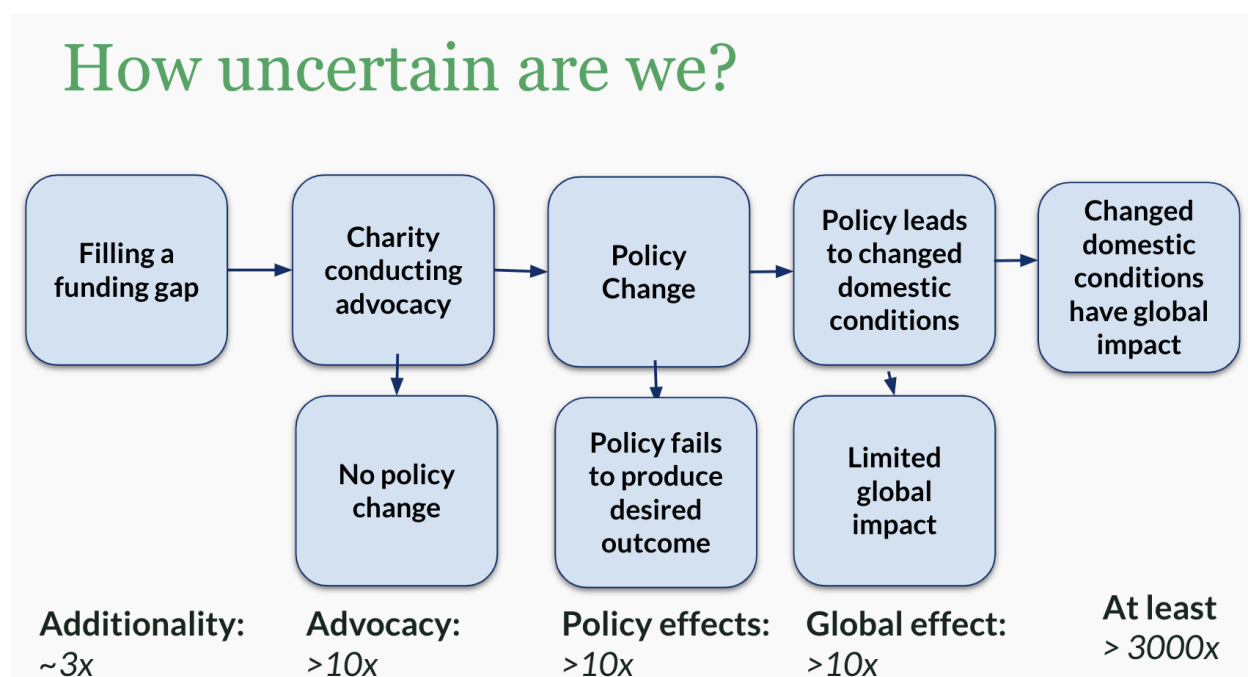 How uncertain are we?
Filling a
funding gap
Charity
conducting
advocacy
Policy
Change
Policy leads
to changed
domestic
conditions
Changed
domestic
conditions
have global
impact
No policy
change
Policy fails
to produce
desired
outcome
Limited
global
impact
Additionality:
~3x
Advocacy:
>10x
Policy effects:
>10x
Global effect:
>10x
At least
> 3000x